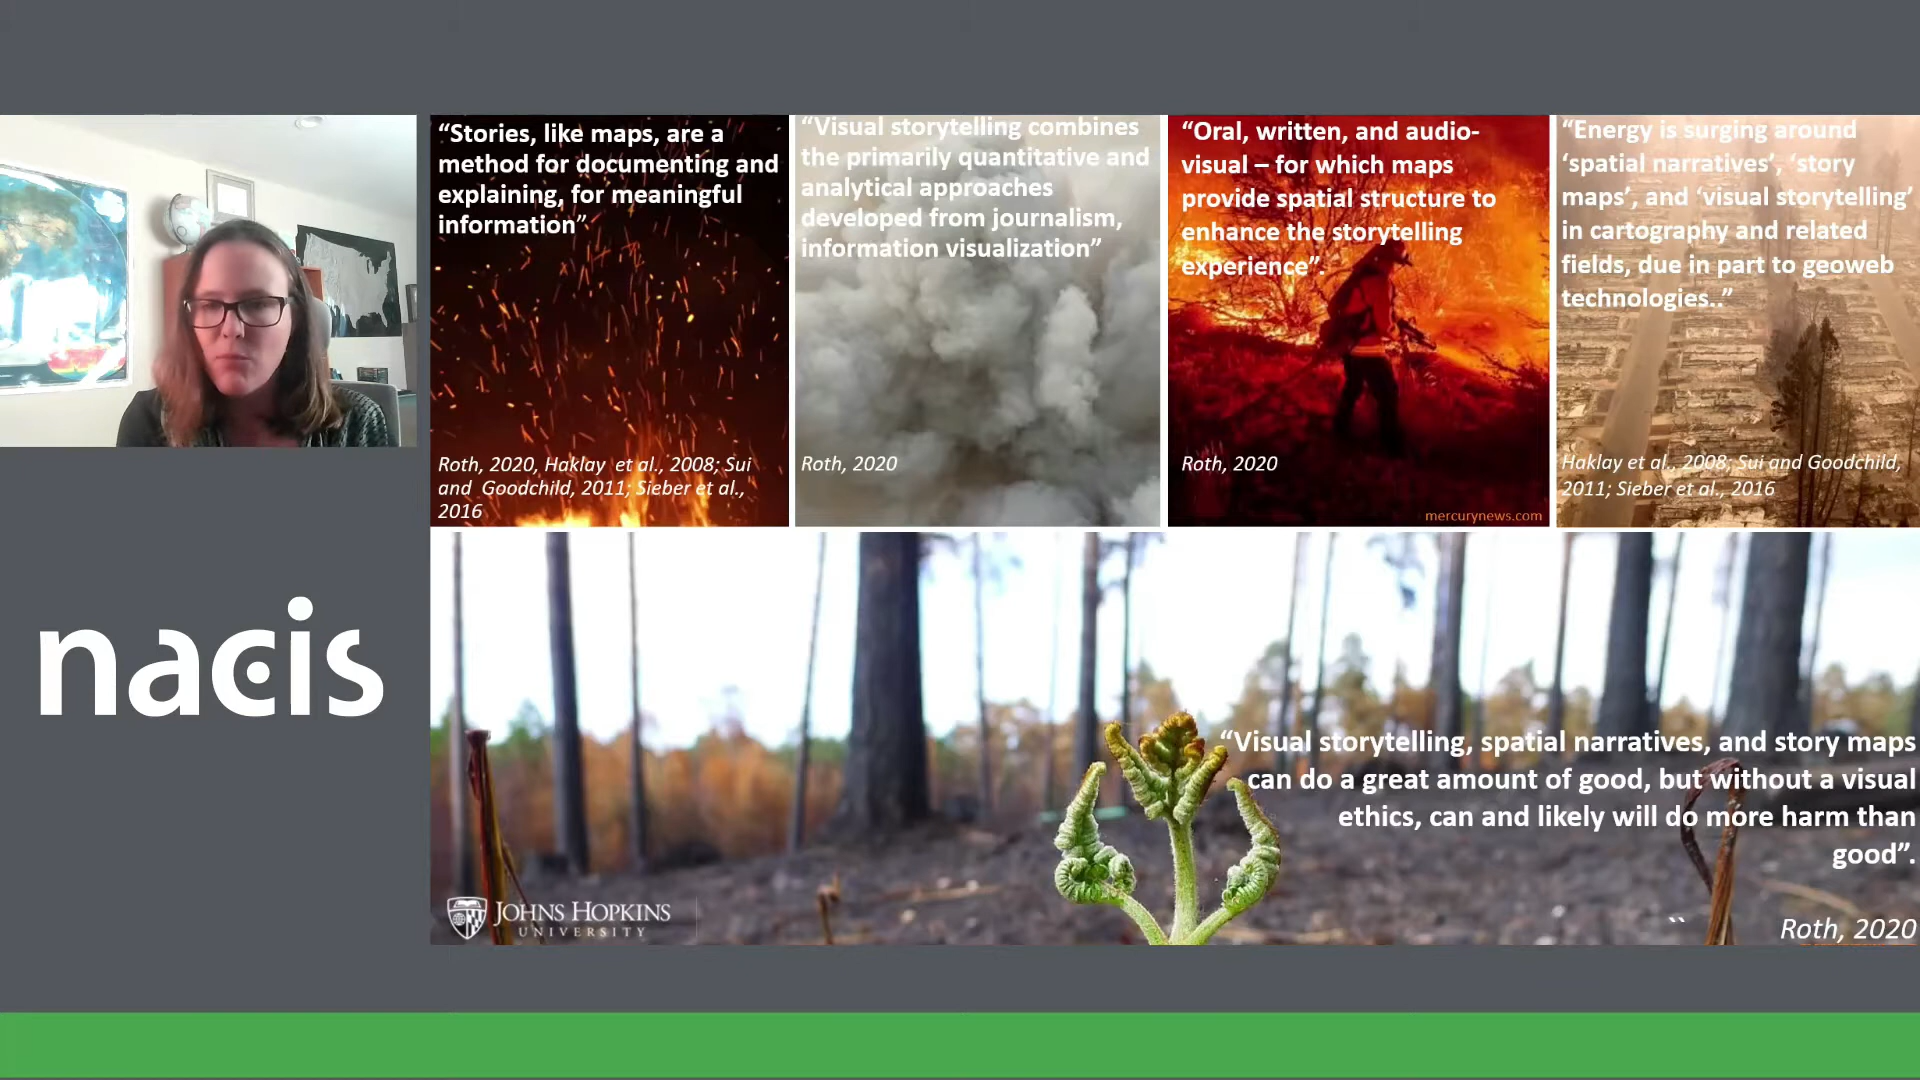 “Stories, like maps, are a
method for documenting and
explaining, for meaningful
information”
Roth, 2020, Haklay et al., 2008; Sui
and Goodchild, 2011; Sieber et al.,
2016
“Visual storytelling combines
the primarily quantitative and
analytical approaches
developed from journalism,
information visualization”
Roth, 2020
“Oral, written, and audio-
visual – for which maps
provide spatial structure to
enhance the storytelling
experience”.
Roth, 2020
mercurynews.com
“Energy is surging around
‘spatial narratives’, ‘story
maps’, and ‘visual storytelling’
in cartography and related
fields, due in part to geoweb
technologies..”
Haklay et al., 2008; Sui and Goodchild,
2011; Sieber et al., 2016
nacis
“Visual storytelling, spatial narratives, and story maps
can do a great amount of good, but without a visual
ethics, can and likely will do more harm than
good”.
``
Roth, 2020
JOHNS HOPKINS
UNIVERSITY